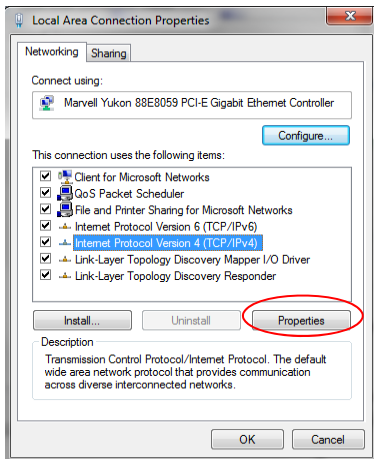 Local Area Connection Properties
Networking
Sharing
Connect using:
Marvell Yukon 88E8059 PCI-E Gigabit Ethernet Controller
Configure...
This connection uses the following items:
Client for Microsoft Networks
QoS Packet Scheduler
File and Printer Sharing for Microsoft Networks
Internet Protocol Version 6 (TCP/IPv6)
Internet Protocol Version 4 (TCP/IPv4)
Link-Layer Topology Discovery Mapper I/O Driver
Link-Layer Topology Discovery Responder
Install...
Uninstall
Properties
Description
Transmission Control Protocol/Internet Protocol. The default
wide area network protocol that provides communication
across diverse interconnected networks.
OK
Cancel